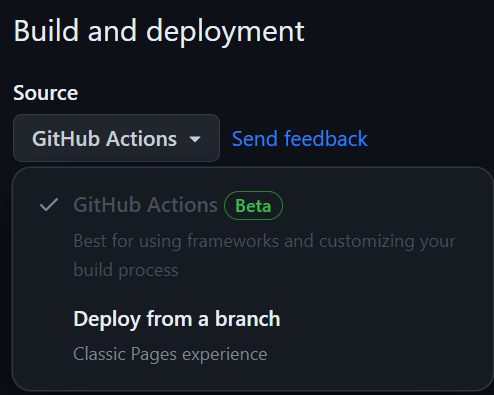 Build and deployment
Source
GitHub Actions
Send feedback
GitHub Actions Beta
Best for using frameworks and customizing your
build process
Deploy from a branch
Classic Pages experience